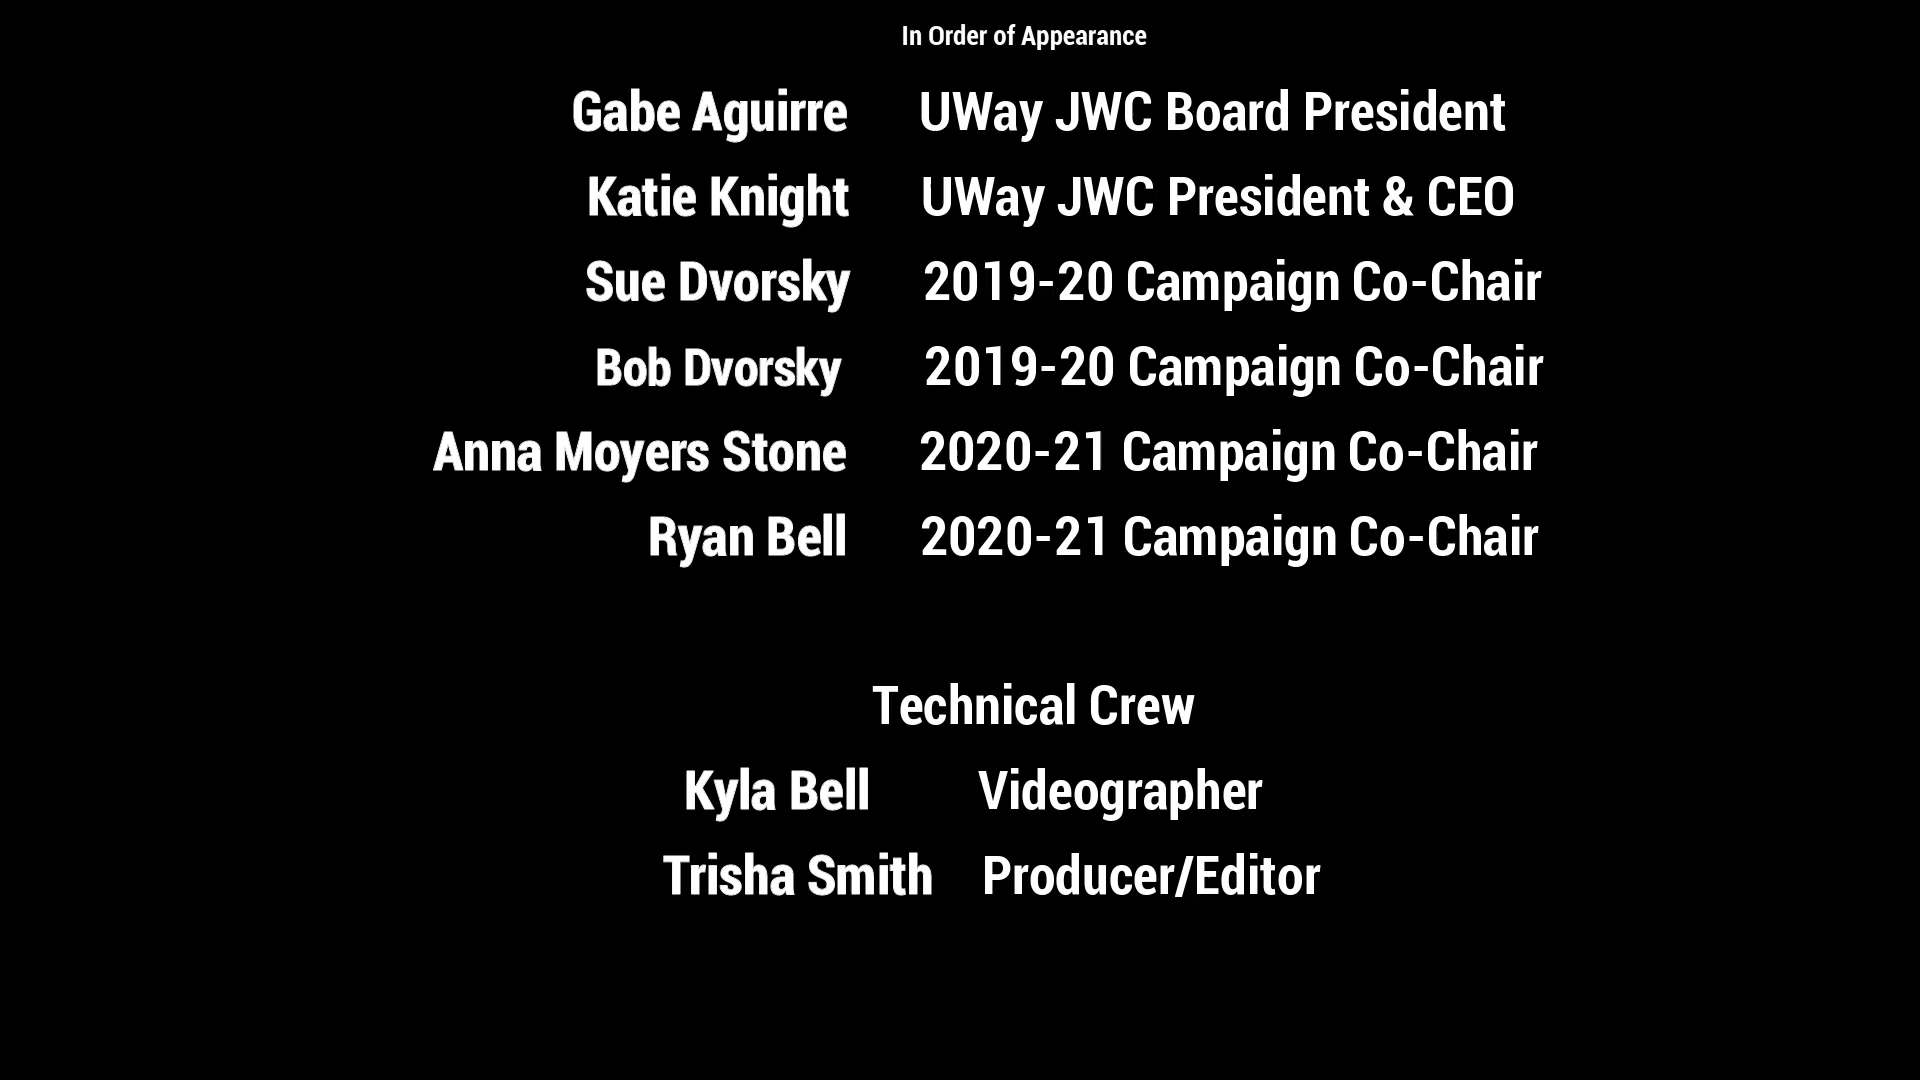 In Order of Appearance
Gabe Aguirre UWay JWC Board President
Katie Knight UWay JWC President & CEO
Sue Dvorsky 2019-20 Campaign Co-Chair
Bob Dvorsky 2019-20 Campaign Co-Chair
Anna Moyers Stone 2020-21 Campaign Co-Chair
Ryan Bell 2020-21 Campaign Co-Chair
Technical Crew
Kyla Bell Videographer
Trisha Smith Producer/Editor